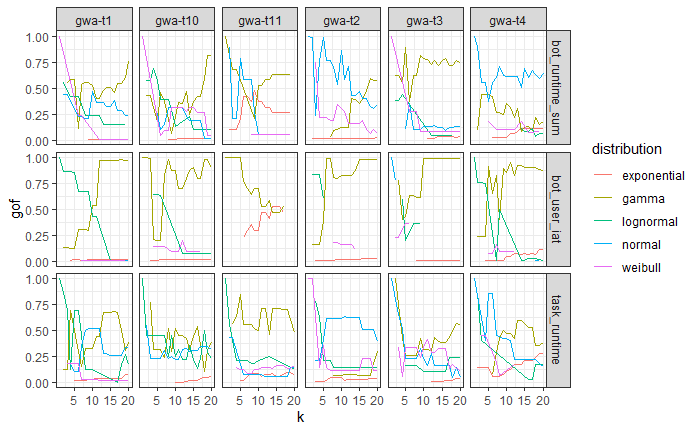 gwa-t1 gwa-t10 gwa-t11 gwa-t2 gwa-t3 gwa-t4
1.00
0.75
0.50
0.25
0.00
bot_runtime_sum
1.00
0.75
0.50
0.25
0.00
bot_user_iat
1.00
0.75
0.50
0.25
0.00
task_runtime
gof
5 10 15 20 5 10 15 20 5 10 15 20 5 10 15 20 5 10 15 20 5 10 15 20
k
distribution
exponential
gamma
lognormal
normal
weibull